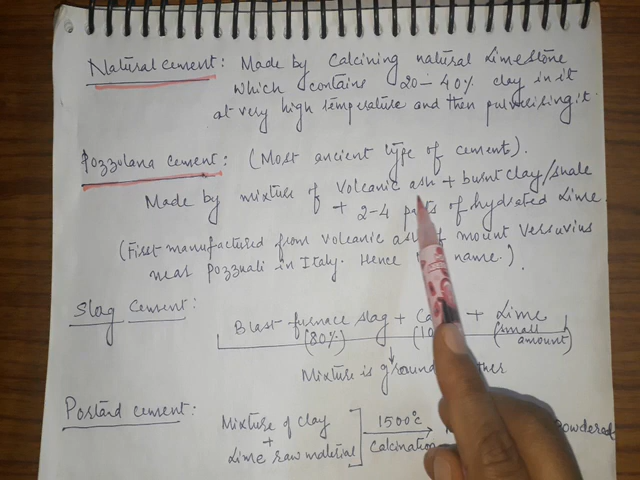 Natural cement: Made by Calcining natural Limestone
which contains 20-40% clay in it
at very high temperature and then pulverising it.
Pozzolana cement: (Most ancient type of cement).
Made by mixture of Volcanic ash + burnt clay/shale
+ 2-4 parts of hydrated Lime.
(First manufactured from Volcanic ash of mount Vesuvius
near Pozzuali in Italy. Hence name.)
Slag Cement:
Blast furnace slag + + Lime
(80%) (small amount)
Mixture is ground
Postard cement:
Mixture of clay
+
Lime raw material
1500°c
Calcination
Powdered